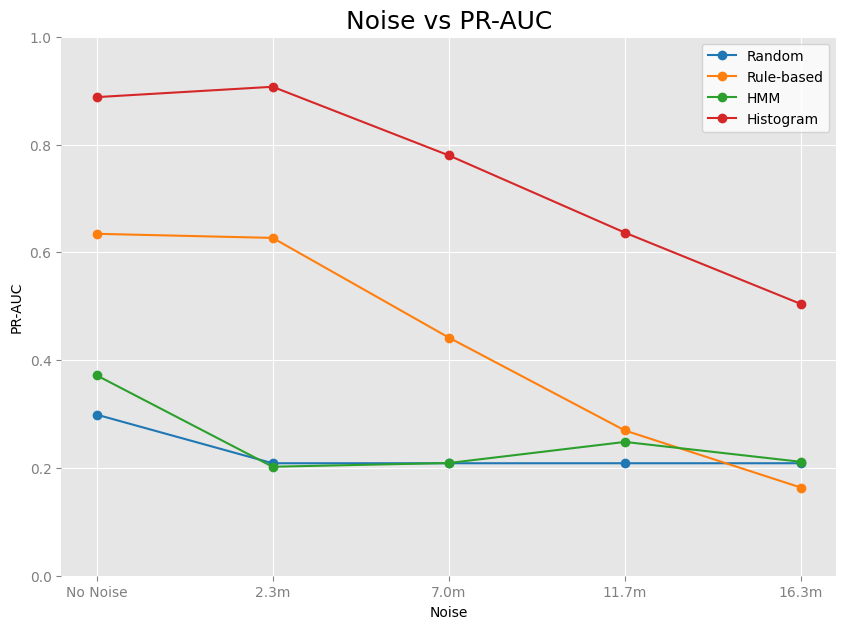 Noise vs PR-AUC
Random
Rule-based
HMM
Histogram
1.0
0.8
0.6
0.4
0.2
0.0
PR-AUC
No Noise 2.3m 7.0m 11.7m 16.3m
Noise